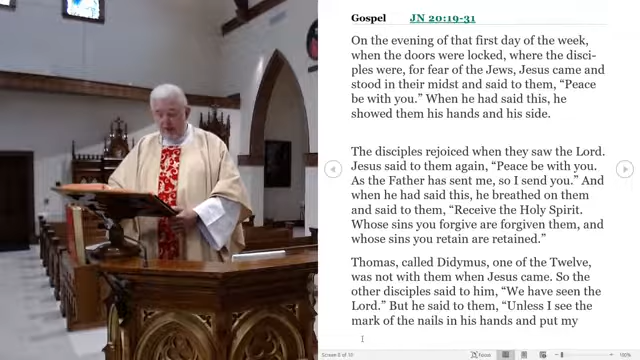 Gospel JN 20:19-31
On the evening of that first day of the week,
when the doors were locked, where the disci-
ples were, for fear of the Jews, Jesus came and
stood in their midst and said to them, “Peace
be with you.” When he had said this, he
showed them his hands and his side.
The disciples rejoiced when they saw the Lord.
Jesus said to them again, “Peace be with you.
As the Father has sent me, so I send you.” And
when he had said this, he breathed on them
and said to them, “Receive the Holy Spirit.
Whose sins you forgive are forgiven them, and
whose sins you retain are retained.”
Thomas, called Didymus, one of the Twelve,
was not with them when Jesus came. So the
other disciples said to him, “We have seen the
Lord.” But he said to them, “Unless I see the
mark of the nails in his hands and put my
Focus
100%